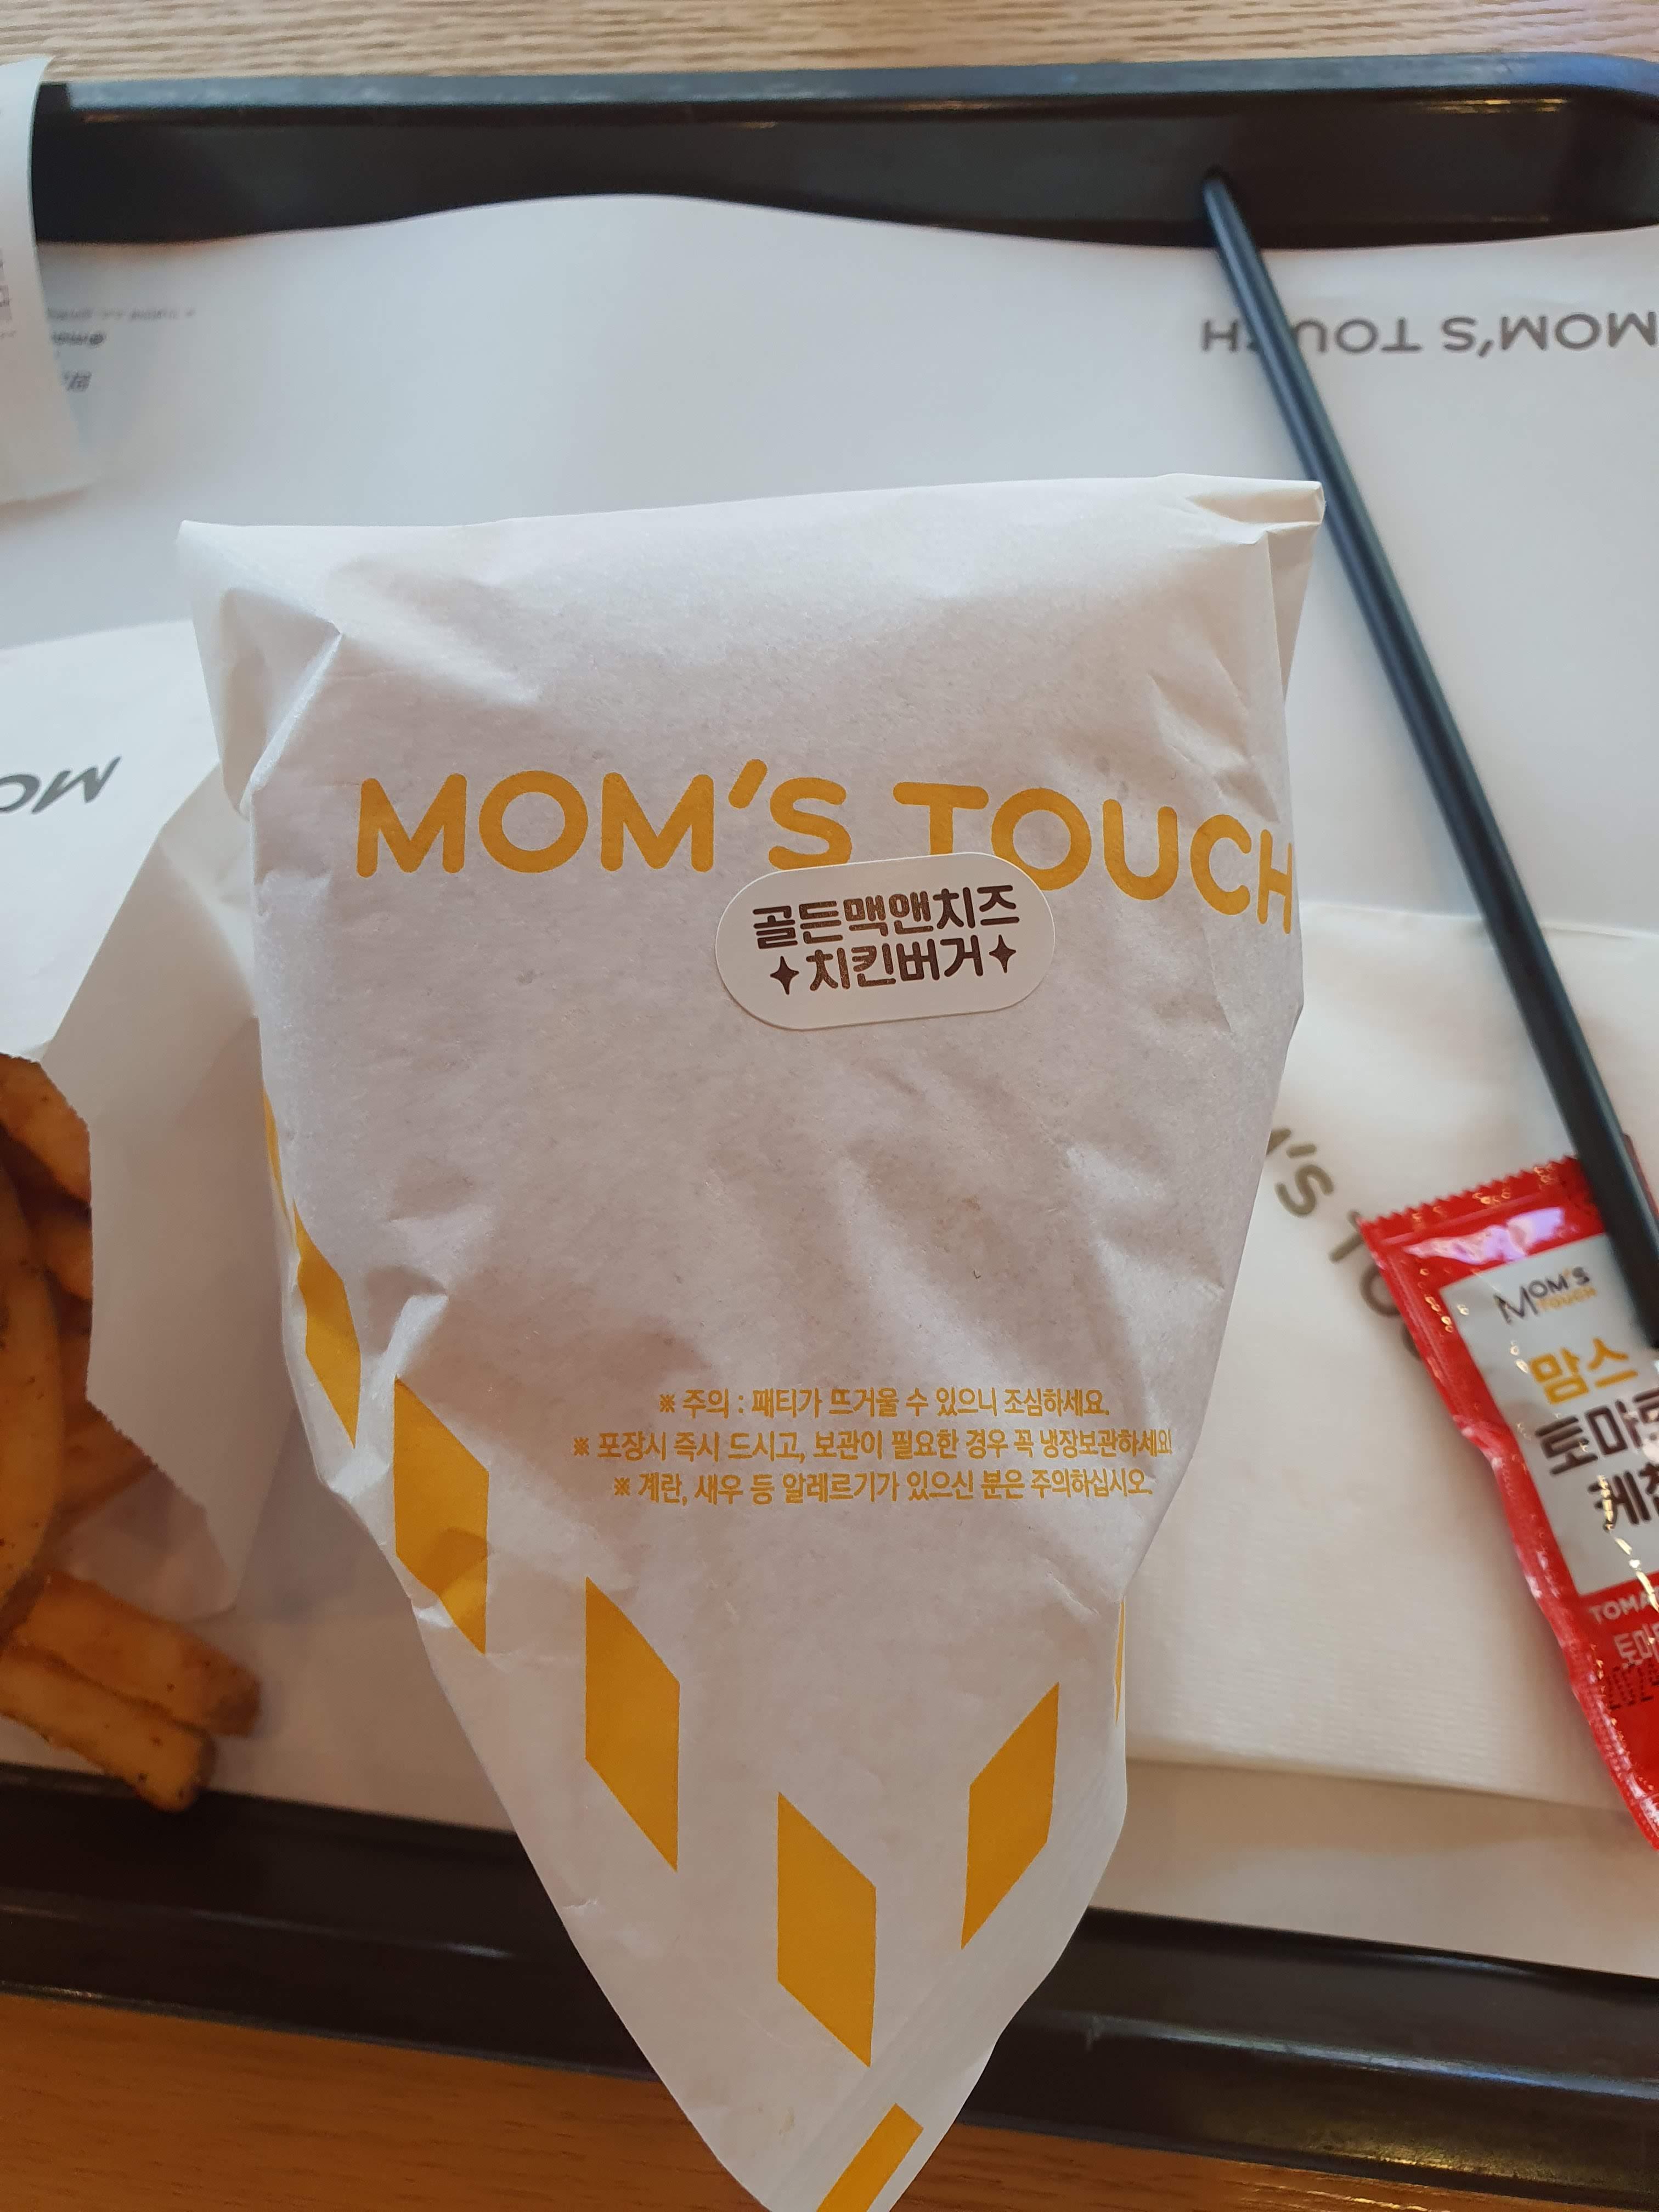 MOM'S TOUCH
MOM'S TOUCH
골든맥앤치즈
치킨버거
※ 주의 : 패티가 뜨거울 수 있으니 조심하세요.
※ 포장시 즉시 드시고, 보관이 필요한 경우 꼭 냉장보관하세요!
※ 계란, 새우 등 알레르기가 있으신 분은 주의하십시오.
MOM'S
TOUCH
맘스